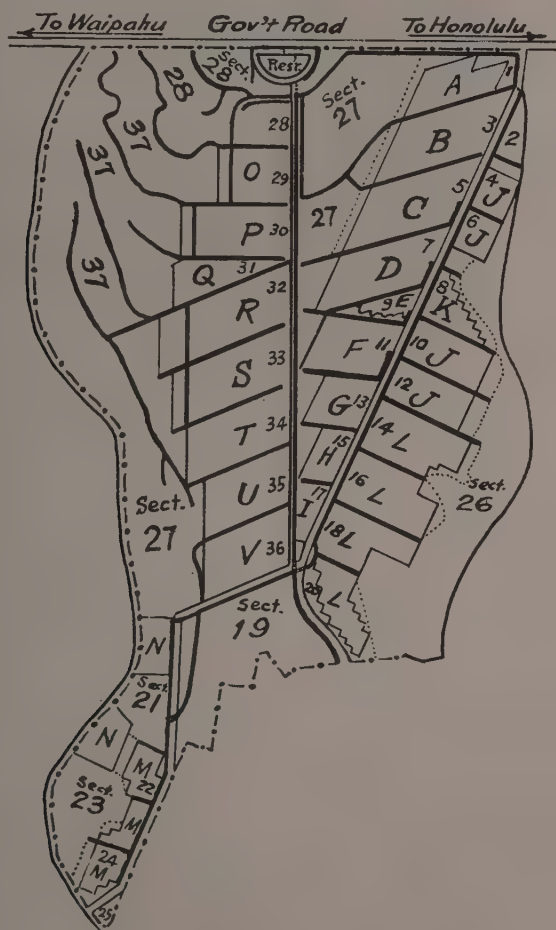 To Waipahu Gov't Road To Honolulu
Sect. 28
Resr.
28
37
37
37
28
O 29
P 30
Q 31
32
R
33
S
T 34
U 35
V 36
Sect. 27
27
A 1
B 3
2
C 5
4 J
6 J
D 7
8 K
9 E
F 11
10 J
G 13
12 J
H 15
14 L
I 17
16 L
18 L
L
Sect. 26
Sect. 27
Sect. 19
N
Sect. 21
N
M 22
Sect. 23
M
24 M
25